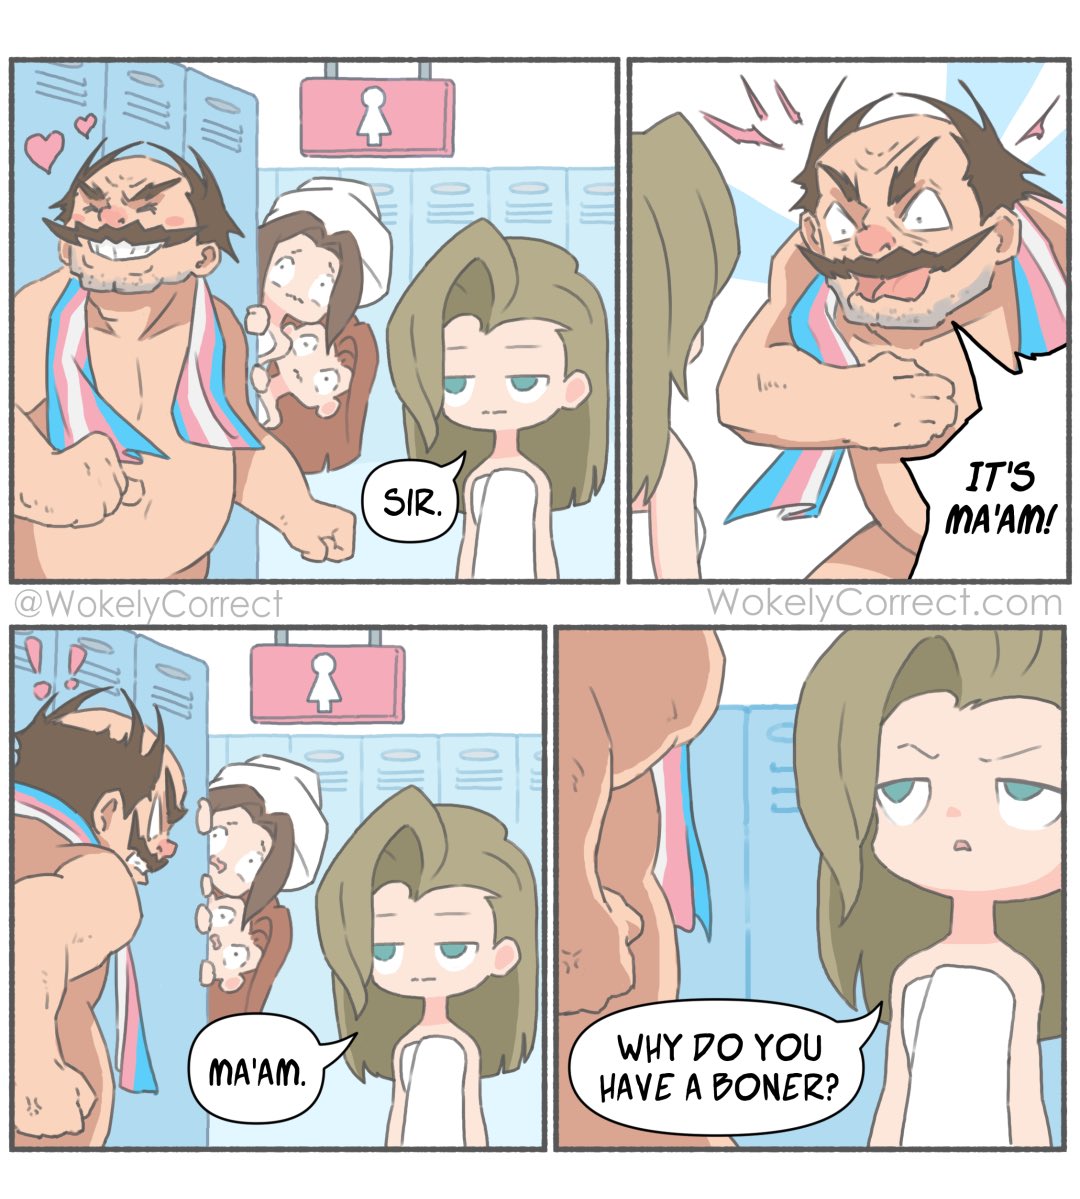 SIR.
IT'S
MA'AM!
@WokelyCorrect
WokelyCorrect.com
MA'AM.
WHY DO YOU
HAVE A BONER?